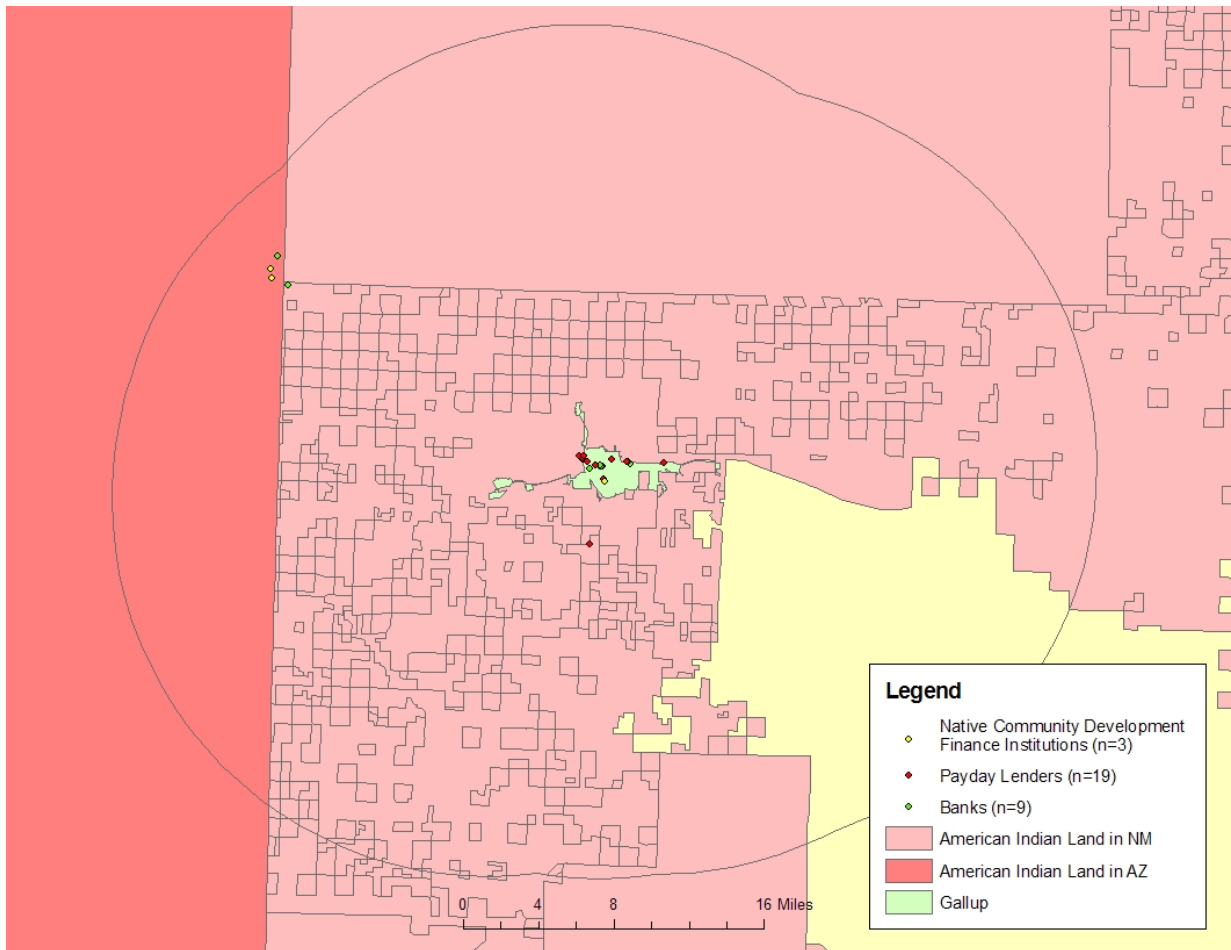 Legend
Native Community Development
Finance Institutions (n=3)
Payday Lenders (n=19)
Banks (n=9)
American Indian Land in NM
American Indian Land in AZ
Gallup
0 4 8 16 Miles